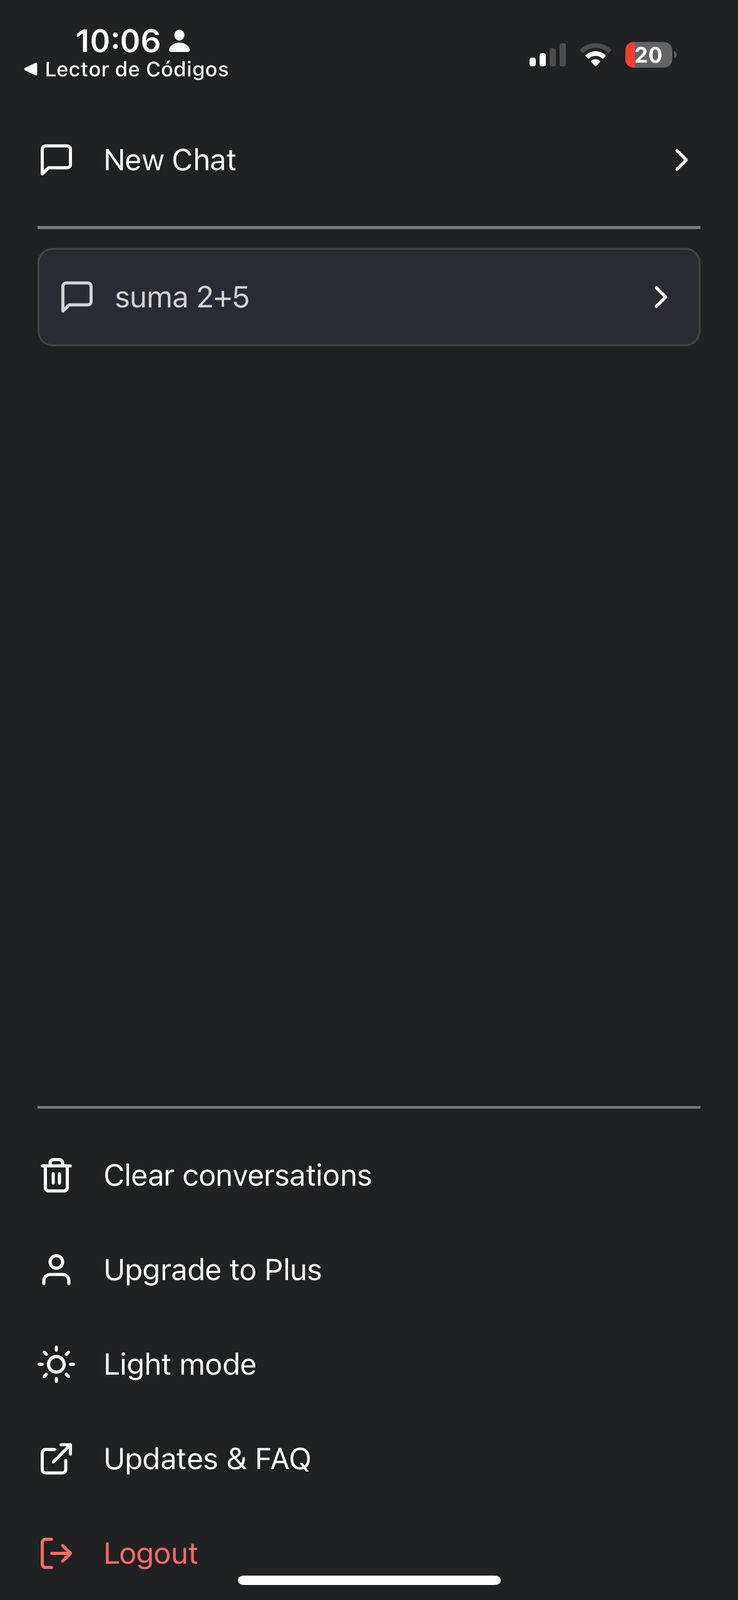 10:06
◀ Lector de Códigos
20
New Chat
suma 2+5
Clear conversations
Upgrade to Plus
Light mode
Updates & FAQ
Logout